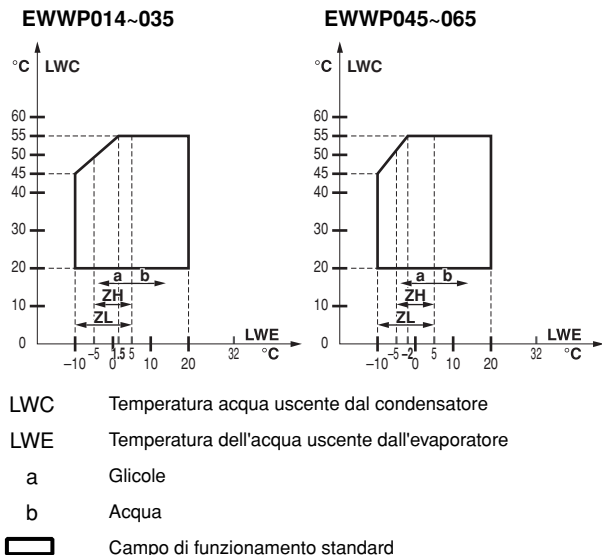 EWWP014~035 EWWP045~065
°C LWC °C LWC
60 60
55 55
50 50
45 45
40 40
30 30
20 20
a b a b
ZH ZH
10 10
ZL ZL
LWE LWE
0 0
–10 –5 0 1.5 5 10 20 32 °C –10 –5 –2 0 5 10 20 32 °C
LWC Temperatura acqua uscente dal condensatore
LWE Temperatura dell'acqua uscente dall'evaporatore
a Glicole
b Acqua
Campo di funzionamento standard